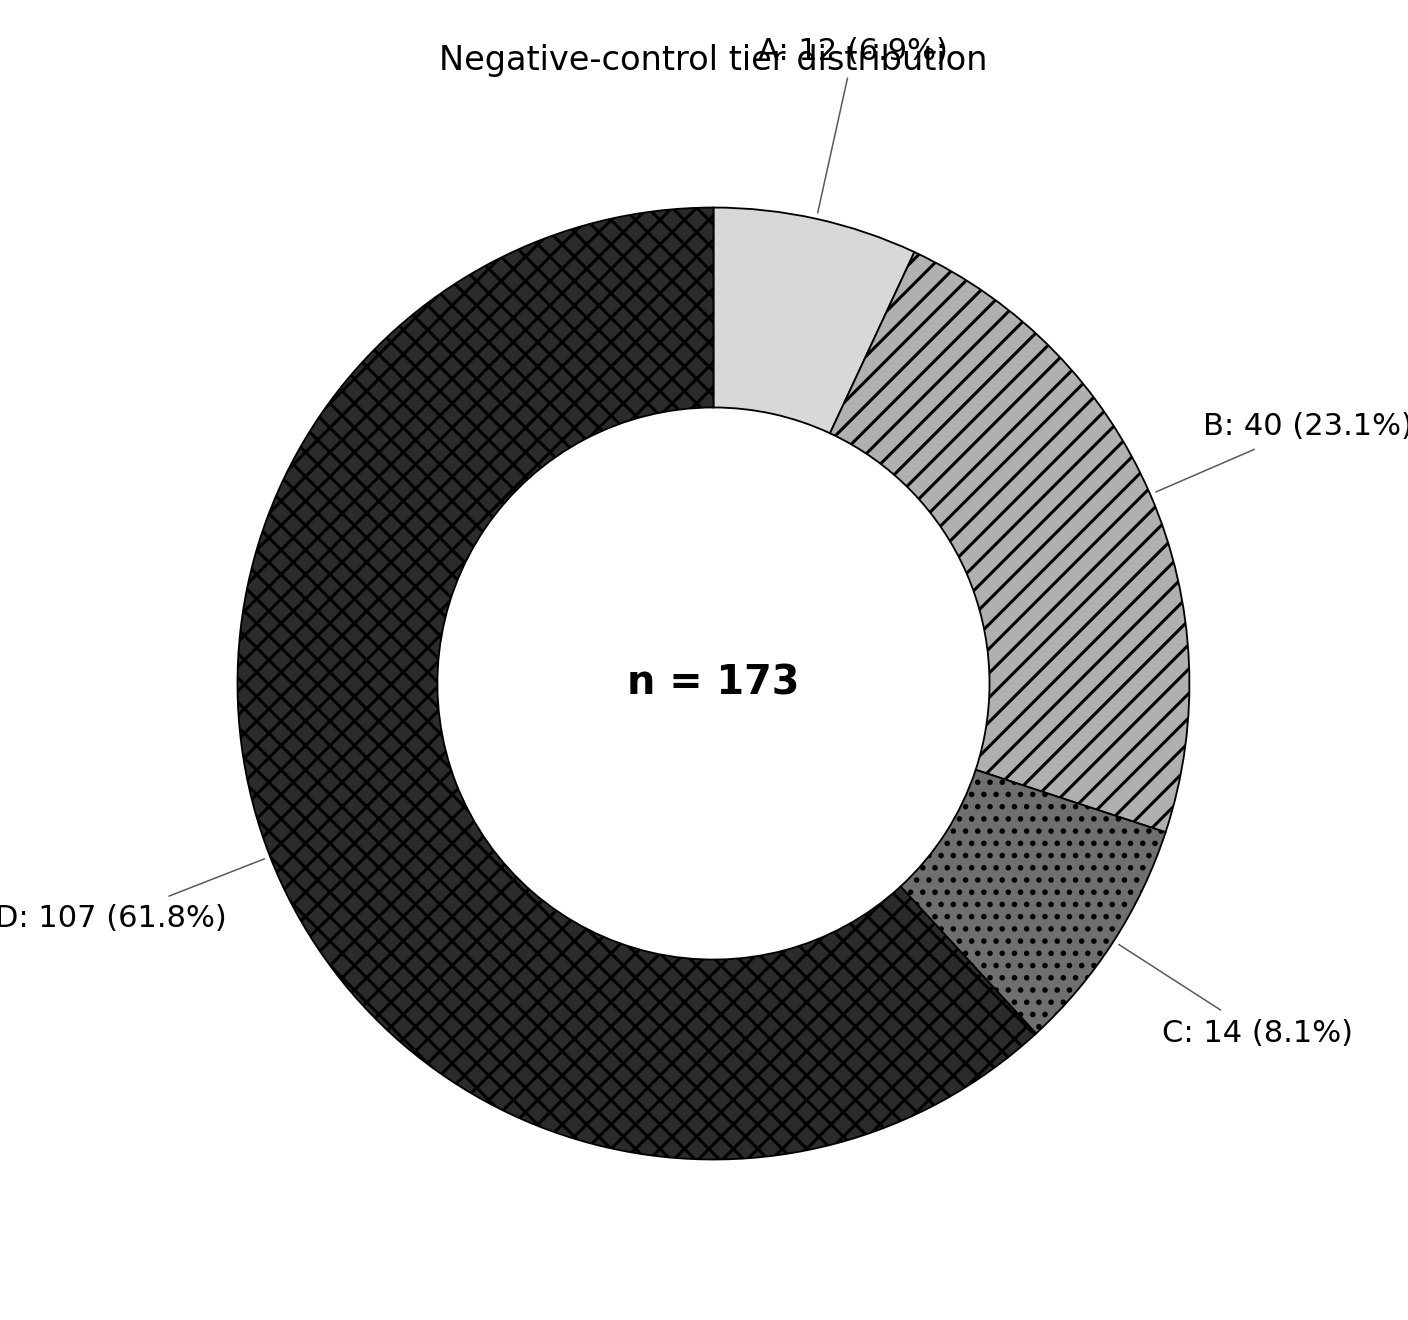 Negative-control tier distribution
A: 12 (6.9%)
B: 40 (23.1%)
n = 173
D: 107 (61.8%)
C: 14 (8.1%)